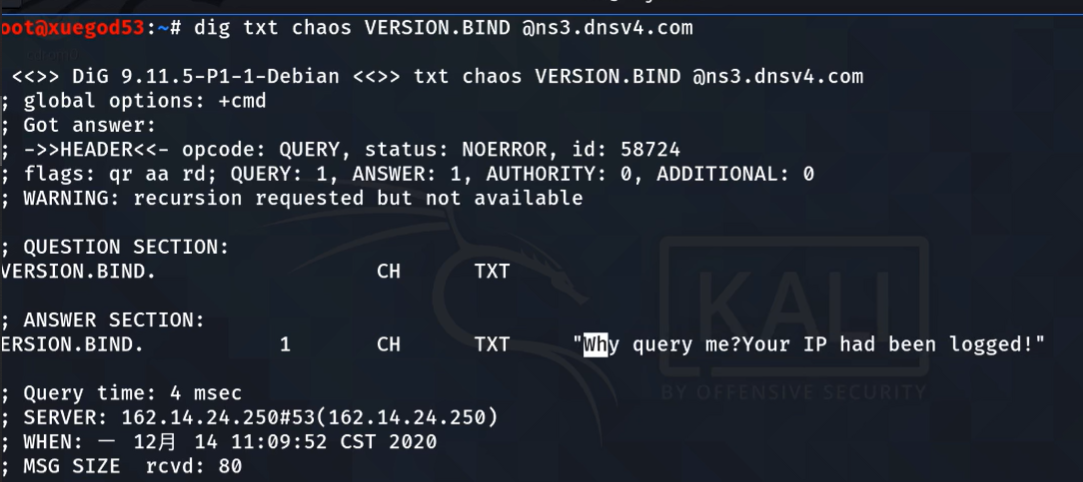 oot@xuegod53:~# dig txt chaos VERSION.BIND @ns3.dnsv4.com
<<>> DiG 9.11.5-P1-1-Debian <<>> txt chaos VERSION.BIND @ns3.dnsv4.com
; global options: +cmd
; Got answer:
; ->>HEADER<<- opcode: QUERY, status: NOERROR, id: 58724
; flags: qr aa rd; QUERY: 1, ANSWER: 1, AUTHORITY: 0, ADDITIONAL: 0
; WARNING: recursion requested but not available
; QUESTION SECTION:
VERSION.BIND. CH TXT
; ANSWER SECTION:
ERSION.BIND. 1 CH TXT "Why query me?Your IP had been logged!"
; Query time: 4 msec
; SERVER: 162.14.24.250#53(162.14.24.250)
; WHEN: 一 12月 14 11:09:52 CST 2020
; MSG SIZE rcvd: 80
KALI
BY OFFENSIVE SECURITY